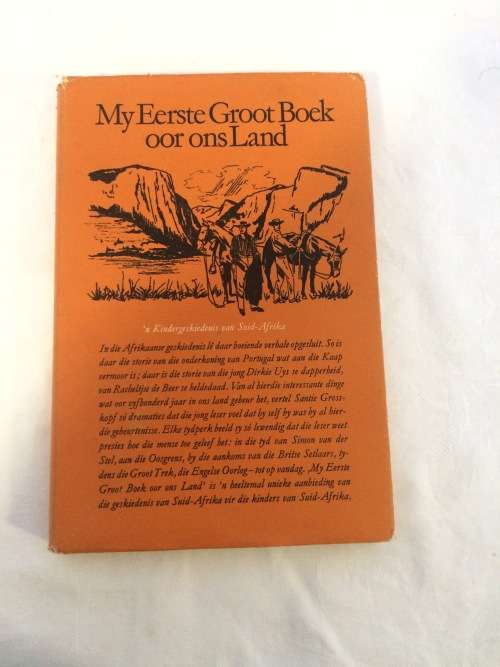 My Eerste Groot Boek
oor ons Land
'n Kindergeskiedenis van Suid-Afrika
In die Afrikaanse geskiedenis lê daar boeiende verhale opgesluit. So is
daar die storie van die onderkoning van Portugal wat aan die Kaap
vermoor is; daar is die storie van die jong Dirkie Uys te dapperheid,
van Racheltjie de Beer te heldedaad. Van al hierdie interessante dinge
wat oor vyfhonderd jaar in ons land gebeur het, vertel Santie Gross-
kopf só dramaties dat die jong leser voel dat hy self by was by al hier-
die gebeurtenisse. Elke tydperk beeld sy só lewendig dat die leser weet
presies hoe die mense toe geleef het: in die tyd van Simon van der
Stel, aan die Oosgrens, by die aankoms van die Britse Setlaars, ty-
dens die Groot Trek, die Engelse Oorlog – tot op vandag. ‚My Eerste
Groot Boek oor ons Land' is 'n heeltemal unieke aanbieding van
die geskiedenis van Suid-Afrika vir die kinders van Suid-Afrika.